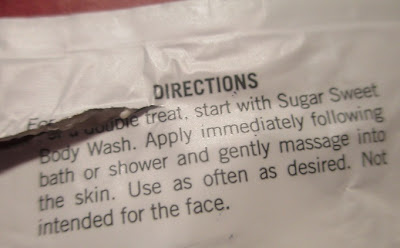 DIRECTIONS
For a double treat, start with Sugar Sweet
Body Wash. Apply immediately following
bath or shower and gently massage into
the skin. Use as often as desired. Not
intended for the face.